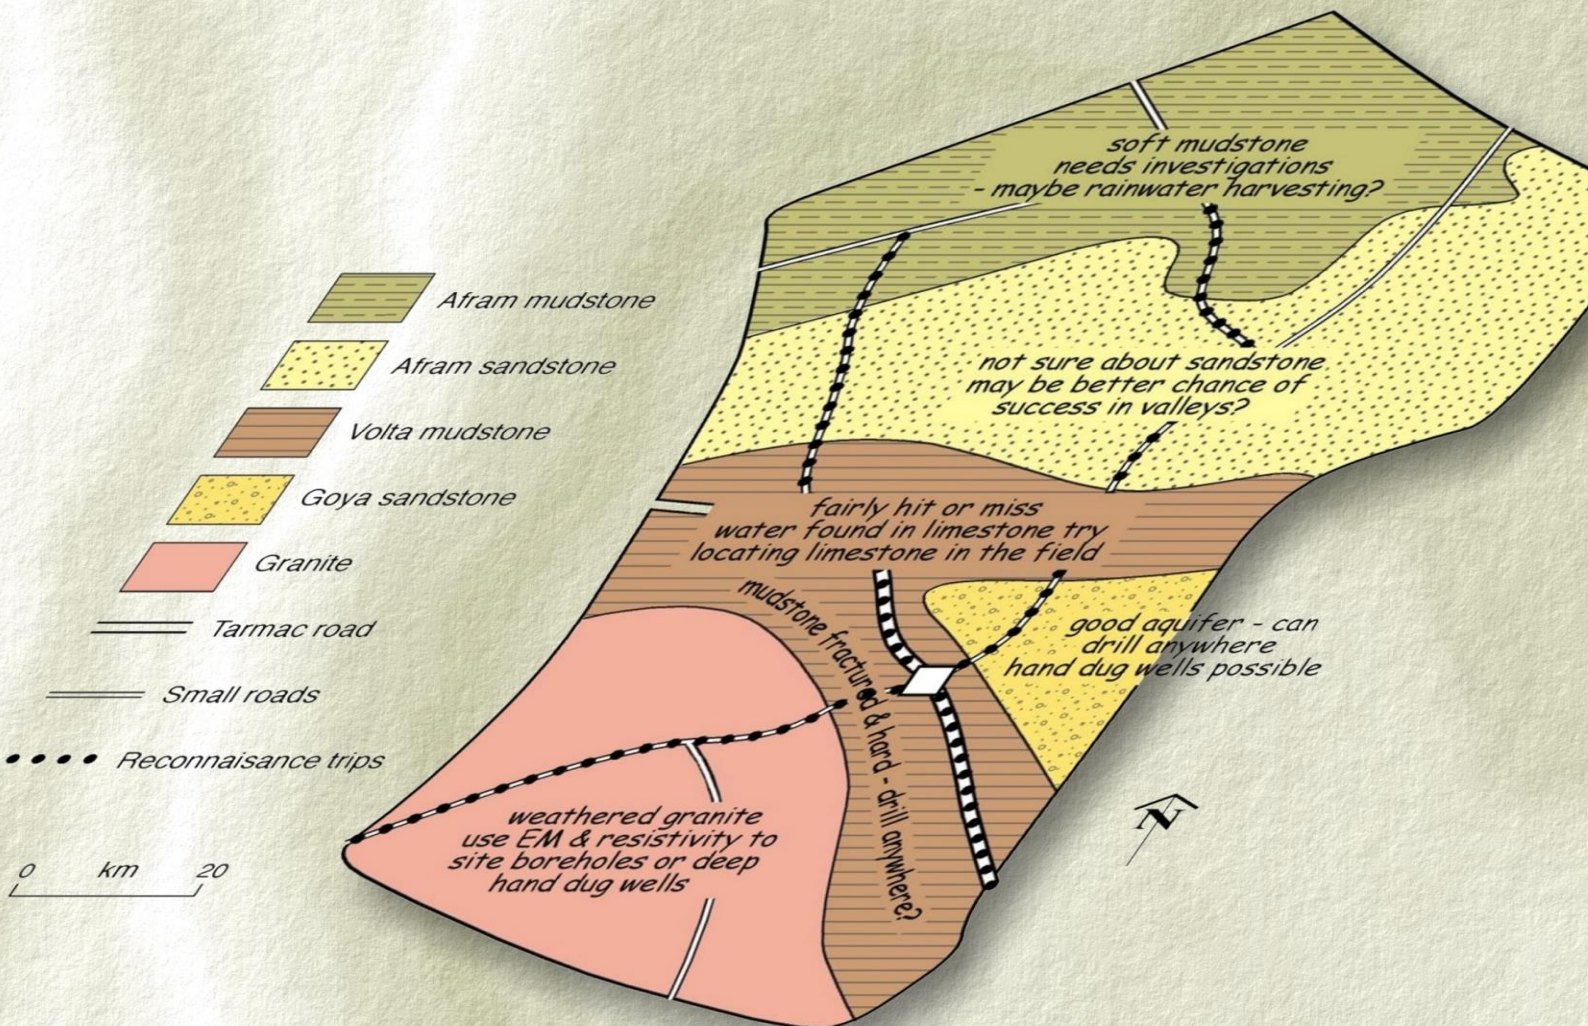 soft mudstone
needs investigations
- maybe rainwater harvesting?
Afram mudstone
Afram sandstone
Volta mudstone
Goya sandstone
Granite
Tarmac road
Small roads
Reconnaisance trips
0 km 20
not sure about sandstone
may be better chance of
success in valleys?
fairly hit or miss
water found in limestone try
locating limestone in the field
mudstone fractured & hard - drill anywhere?
good aquifer - can
drill anywhere
hand dug wells possible
weathered granite
use EM & resistivity to
site boreholes or deep
hand dug wells
N